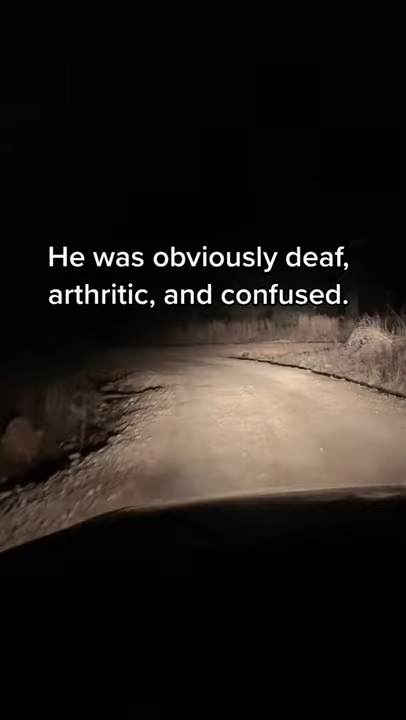 He was obviously deaf,
arthritic, and confused.